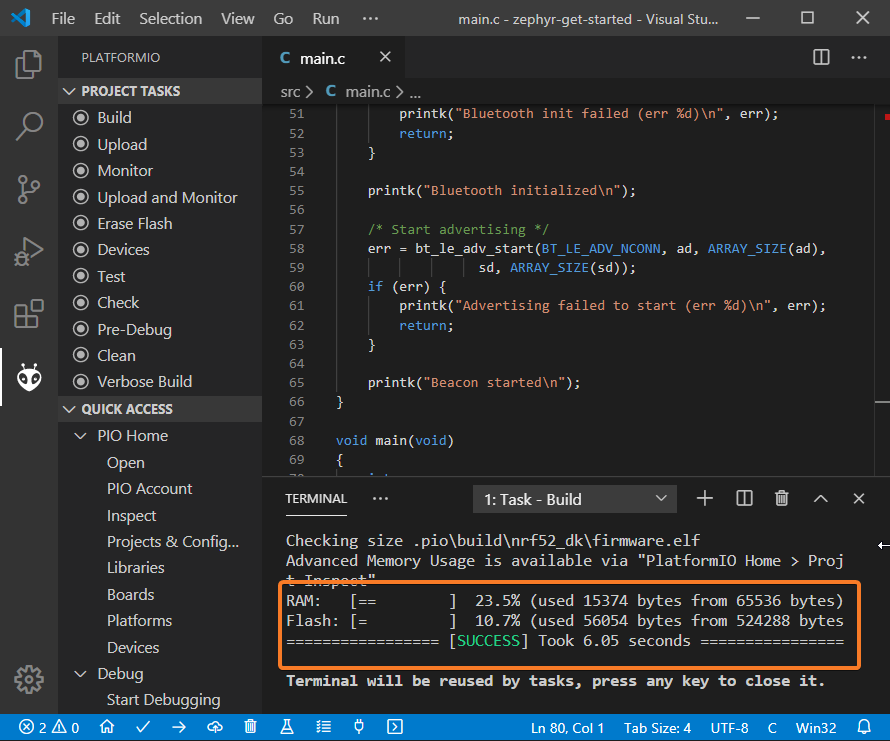 File Edit Selection View Go Run ··· main.c - zephyr-get-started - Visual Stu...
PLATFORMIO
PROJECT TASKS
Build
Upload
Monitor
Upload and Monitor
Erase Flash
Devices
Test
Check
Pre-Debug
Clean
Verbose Build
QUICK ACCESS
PIO Home
Open
PIO Account
Inspect
Projects & Config...
Libraries
Boards
Platforms
Devices
Debug
Start Debugging
C main.c
src > C main.c > ...
51 printk("Bluetooth init failed (err %d)\n", err);
52 return;
53 }
54
55 printk("Bluetooth initialized\n");
56
57 /* Start advertising */
58 err = bt_le_adv_start(BT_LE_ADV_NCONN, ad, ARRAY_SIZE(ad),
59 sd, ARRAY_SIZE(sd));
60 if (err) {
61 printk("Advertising failed to start (err %d)\n", err);
62 return;
63 }
64
65 printk("Beacon started\n");
66 }
67
68 void main(void)
69 {
TERMINAL ··· 1: Task - Build
Checking size .pio\build\nrf52_dk\firmware.elf
Advanced Memory Usage is available via "PlatformIO Home > Proj
t Inspect"
RAM: [== ] 23.5% (used 15374 bytes from 65536 bytes)
Flash: [= ] 10.7% (used 56054 bytes from 524288 bytes
================ [SUCCESS] Took 6.05 seconds ================
Terminal will be reused by tasks, press any key to close it.
2 0 Ln 80, Col 1 Tab Size: 4 UTF-8 C Win32